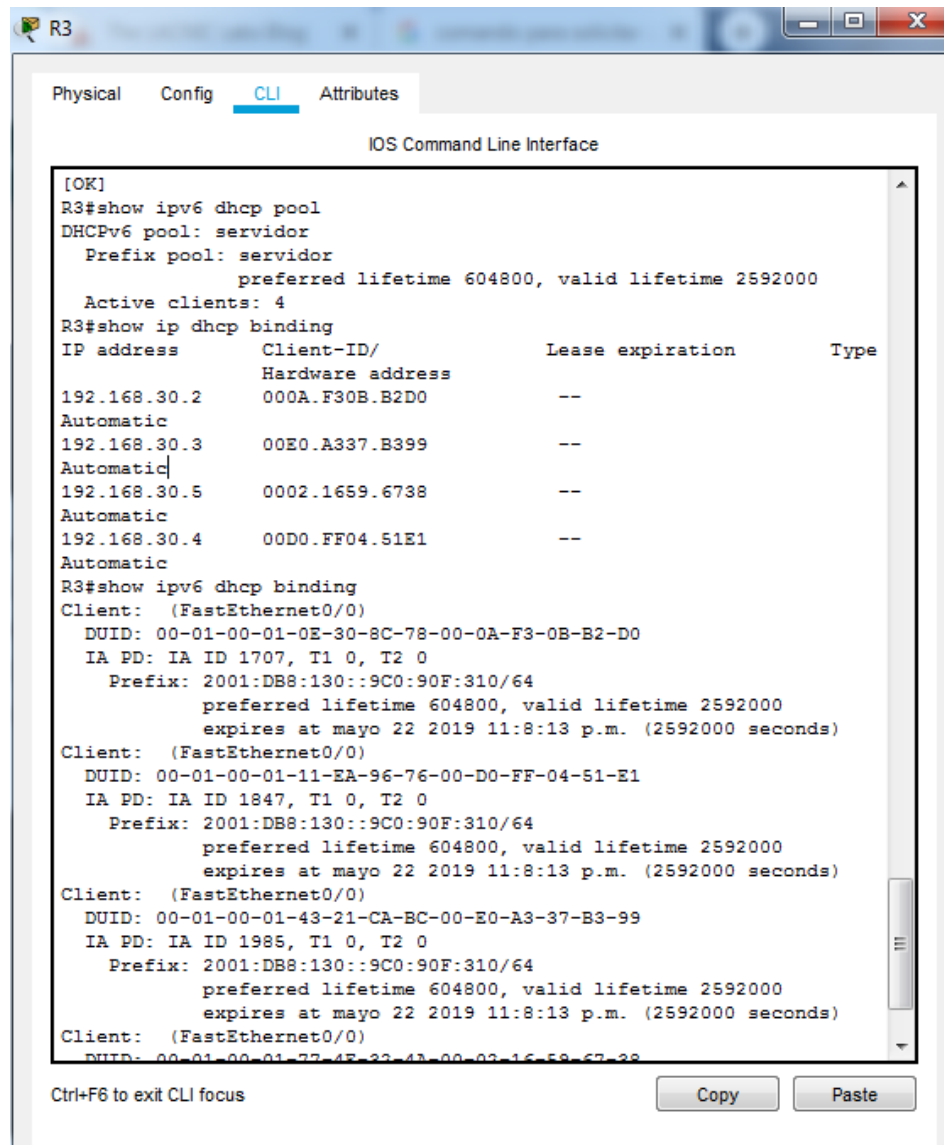 R3
Physical Config CLI Attributes
IOS Command Line Interface
[OK]
R3#show ipv6 dhcp pool
DHCPv6 pool: servidor
Prefix pool: servidor
preferred lifetime 604800, valid lifetime 2592000
Active clients: 4
R3#show ip dhcp binding
IP address Client-ID/ Lease expiration Type
Hardware address
192.168.30.2 000A.F30B.B2D0 --
Automatic
192.168.30.3 00E0.A337.B399 --
Automatic
192.168.30.5 0002.1659.6738 --
Automatic
192.168.30.4 00D0.FF04.51E1 --
Automatic
R3#show ipv6 dhcp binding
Client: (FastEthernet0/0)
DUID: 00-01-00-01-0E-30-8C-78-00-0A-F3-0B-B2-D0
IA PD: IA ID 1707, T1 0, T2 0
Prefix: 2001:DB8:130::9C0:90F:310/64
preferred lifetime 604800, valid lifetime 2592000
expires at mayo 22 2019 11:8:13 p.m. (2592000 seconds)
Client: (FastEthernet0/0)
DUID: 00-01-00-01-11-EA-96-76-00-D0-FF-04-51-E1
IA PD: IA ID 1847, T1 0, T2 0
Prefix: 2001:DB8:130::9C0:90F:310/64
preferred lifetime 604800, valid lifetime 2592000
expires at mayo 22 2019 11:8:13 p.m. (2592000 seconds)
Client: (FastEthernet0/0)
DUID: 00-01-00-01-43-21-CA-BC-00-E0-A3-37-B3-99
IA PD: IA ID 1985, T1 0, T2 0
Prefix: 2001:DB8:130::9C0:90F:310/64
preferred lifetime 604800, valid lifetime 2592000
expires at mayo 22 2019 11:8:13 p.m. (2592000 seconds)
Client: (FastEthernet0/0)
DUID:
Ctrl+F6 to exit CLI focus
Copy Paste